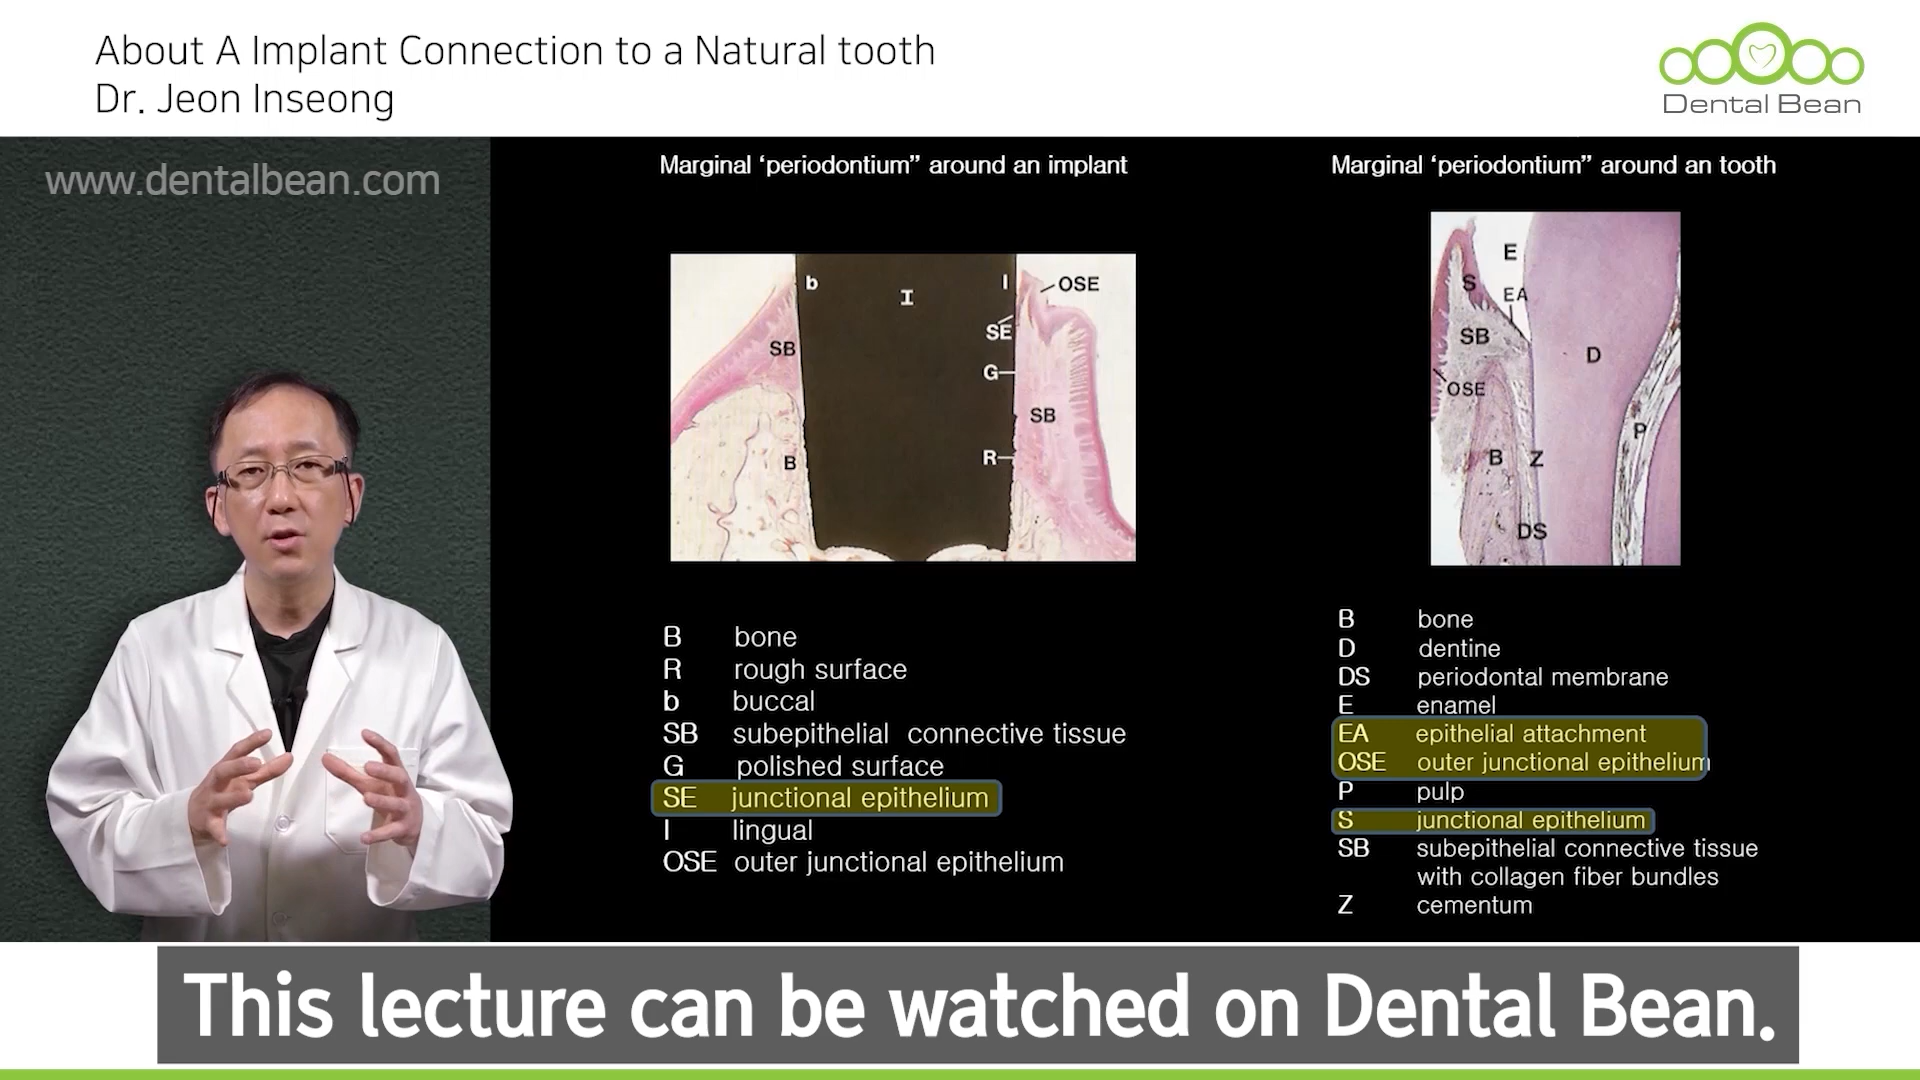 About A Implant Connection to a Natural tooth
Dr. Jeon Inseong
Dental Bean
www.dentalbean.com
Marginal ‘periodontium” around an implant
b
I
l
OSE
SE
SB
G
SB
B
R
B bone
R rough surface
b buccal
SB subepithelial connective tissue
G polished surface
SE junctional epithelium
l lingual
OSE outer junctional epithelium
Marginal ‘periodontium” around an tooth
E
S
EA
SB
D
OSE
P
B
Z
DS
B bone
D dentine
DS periodontal membrane
E enamel
EA epithelial attachment
OSE outer junctional epithelium
P pulp
S junctional epithelium
SB subepithelial connective tissue
with collagen fiber bundles
Z cementum
This lecture can be watched on Dental Bean.